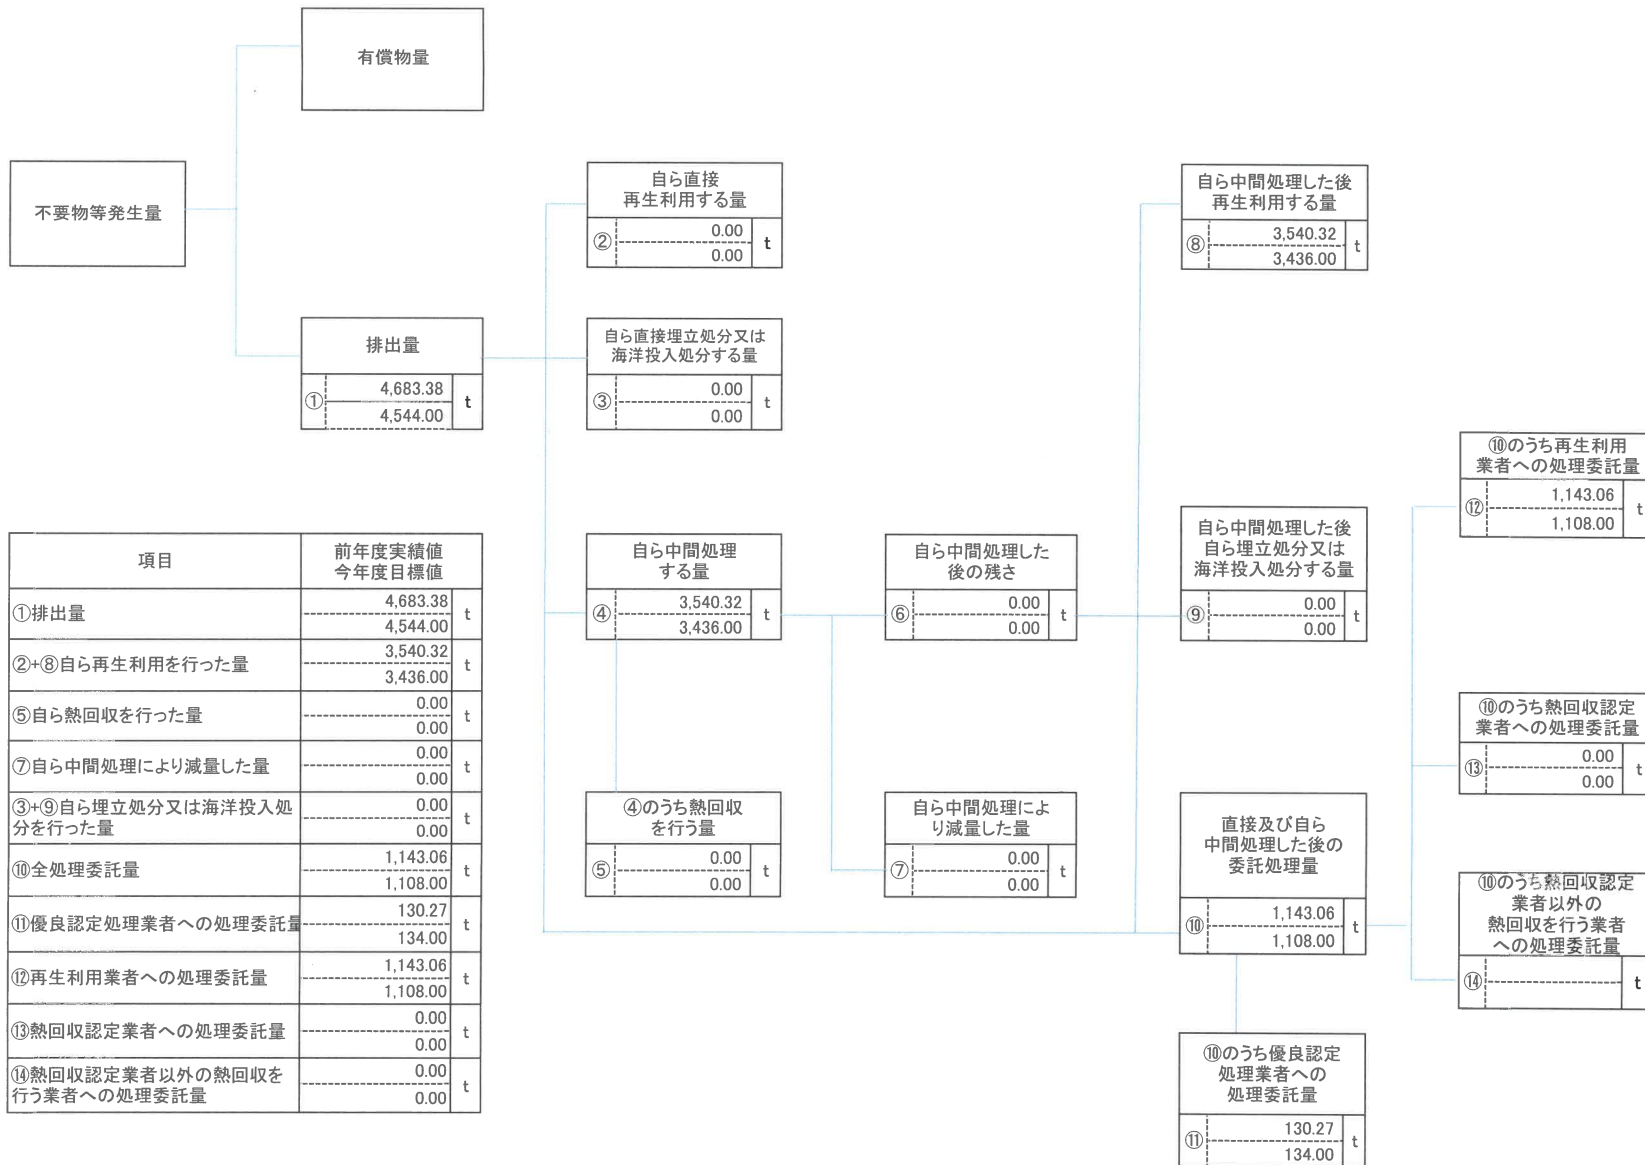 有償物量
不要物等発生量
排出量
①
4,683.38
4,544.00
t
自ら直接
再生利用する量
②
0.00
0.00
t
自ら直接埋立処分又は
海洋投入処分する量
③
0.00
0.00
t
自ら中間処理
する量
④
3,540.32
3,436.00
t
④のうち熱回収
を行う量
⑤
0.00
0.00
t
自ら中間処理した
後の残さ
⑥
0.00
0.00
t
自ら中間処理によ
り減量した量
⑦
0.00
0.00
t
自ら中間処理した後
再生利用する量
⑧
3,540.32
3,436.00
t
自ら中間処理した後
自ら埋立処分又は
海洋投入処分する量
⑨
0.00
0.00
t
直接及び自ら
中間処理した後の
委託処理量
⑩
1,143.06
1,108.00
t
⑩のうち優良認定
処理業者への
処理委託量
⑪
130.27
134.00
t
⑩のうち再生利用
業者への処理委託量
⑫
1,143.06
1,108.00
t
⑩のうち熱回収認定
業者への処理委託量
⑬
0.00
0.00
t
⑩のうち熱回収認定
業者以外の
熱回収を行う業者
への処理委託量
⑭
t
項目
前年度実績値
今年度目標値
①排出量
4,683.38
4,544.00
t
②+⑧自ら再生利用を行った量
3,540.32
3,436.00
t
⑤自ら熱回収を行った量
0.00
0.00
t
⑦自ら中間処理により減量した量
0.00
0.00
t
③+⑨自ら埋立処分又は海洋投入処
分を行った量
0.00
0.00
t
⑩全処理委託量
1,143.06
1,108.00
t
⑪優良認定処理業者への処理委託量
130.27
134.00
t
⑫再生利用業者への処理委託量
1,143.06
1,108.00
t
⑬熱回収認定業者への処理委託量
0.00
0.00
t
⑭熱回収認定業者以外の熱回収を
行う業者への処理委託量
0.00
0.00
t